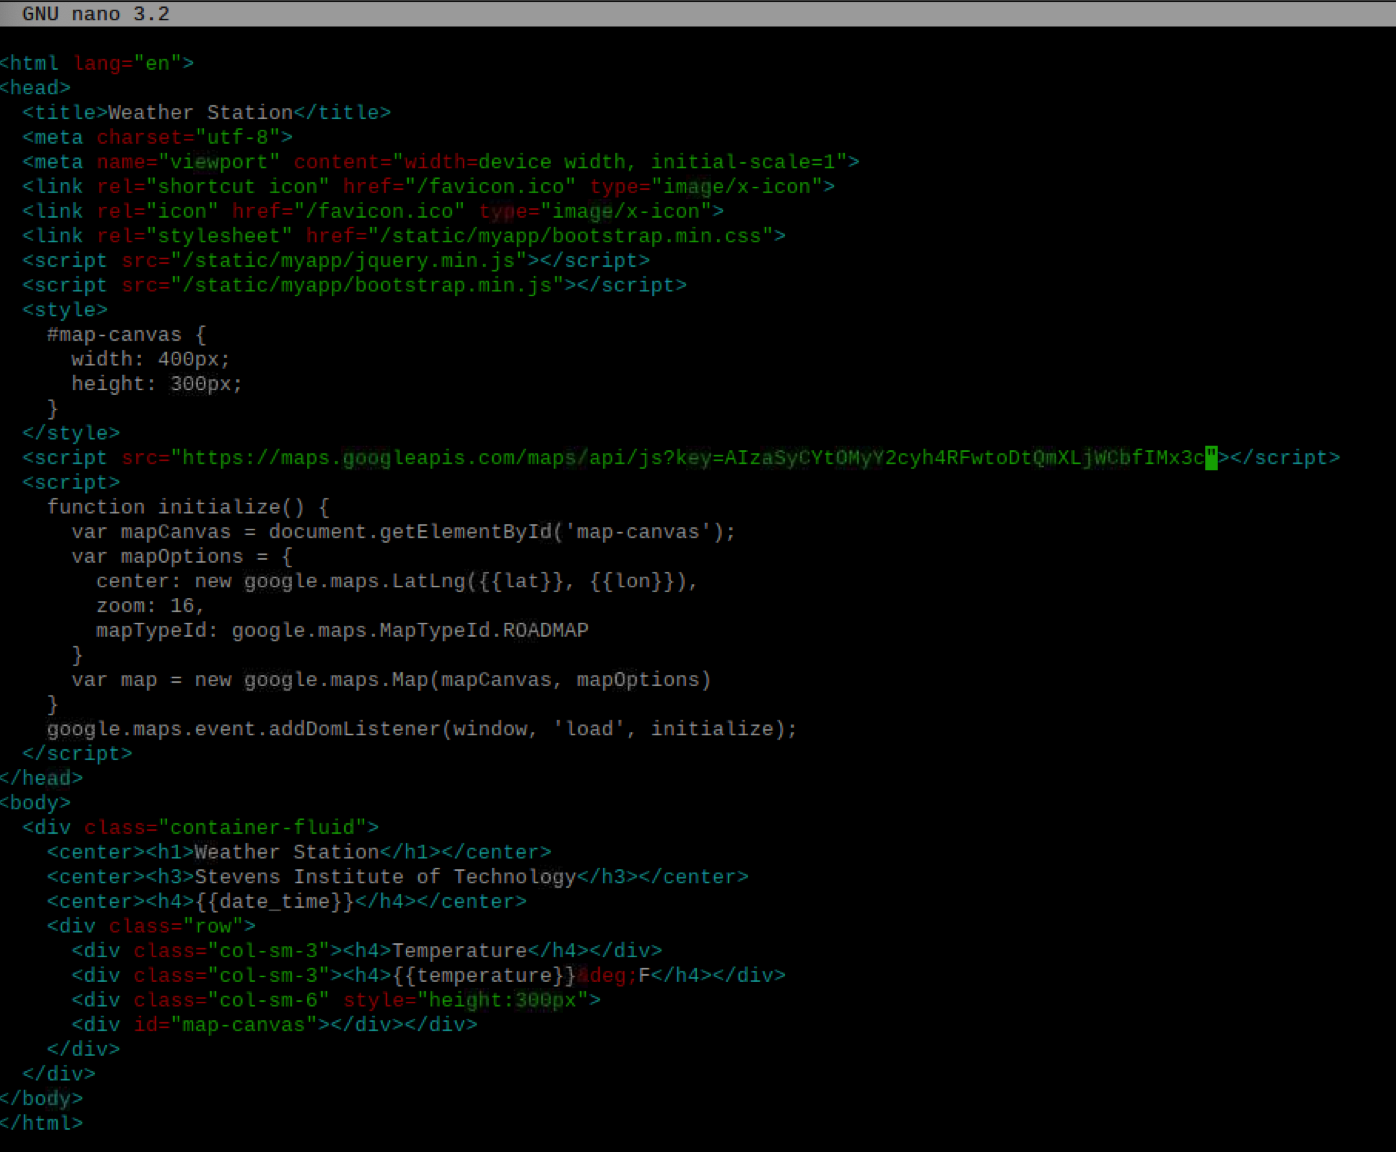 GNU nano 3.2
<html lang="en">
<head>
<title>Weather Station</title>
<meta charset="utf-8">
<meta name="viewport" content="width=device width, initial-scale=1">
<link rel="shortcut icon" href="/favicon.ico" type="image/x-icon">
<link rel="icon" href="/favicon.ico" type="image/x-icon">
<link rel="stylesheet" href="/static/myapp/bootstrap.min.css">
<script src="/static/myapp/jquery.min.js"></script>
<script src="/static/myapp/bootstrap.min.js"></script>
<style>
#map-canvas {
width: 400px;
height: 300px;
}
</style>
<script src="https://maps.googleapis.com/maps/api/js?key=AIzaSyCYtOMyY2cyh4RFwtoDtQmXLjWCbfIMx3c"></script>
<script>
function initialize() {
var mapCanvas = document.getElementById('map-canvas');
var mapOptions = {
center: new google.maps.LatLng({{lat}}, {{lon}}),
zoom: 16,
mapTypeId: google.maps.MapTypeId.ROADMAP
}
var map = new google.maps.Map(mapCanvas, mapOptions)
}
google.maps.event.addDomListener(window, 'load', initialize);
</script>
</head>
<body>
<div class="container-fluid">
<center><h1>Weather Station</h1></center>
<center><h3>Stevens Institute of Technology</h3></center>
<center><h4>{{date_time}}</h4></center>
<div class="row">
<div class="col-sm-3"><h4>Temperature</h4></div>
<div class="col-sm-3"><h4>{{temperature}}&deg;F</h4></div>
<div class="col-sm-6" style="height:300px">
<div id="map-canvas"></div></div>
</div>
</div>
</body>
</html>